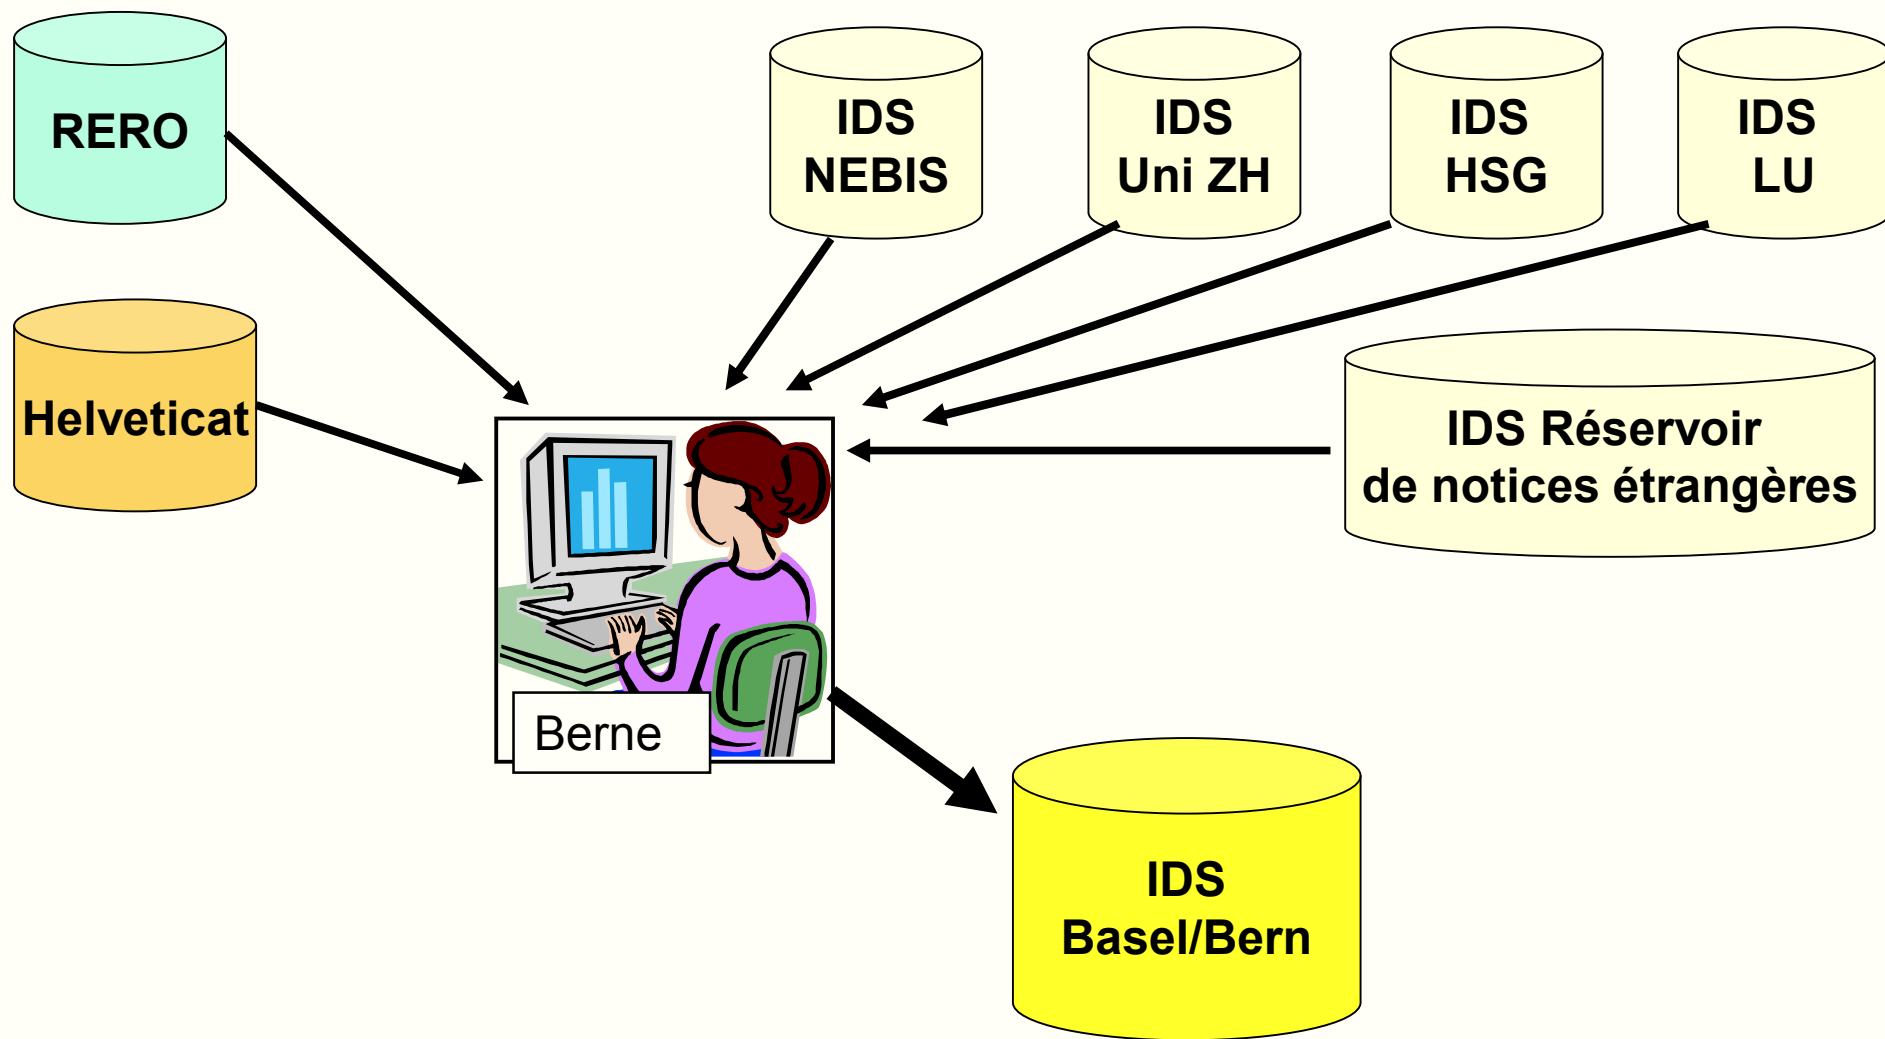 RERO
IDS
NEBIS
IDS
Uni ZH
IDS
HSG
IDS
LU
Helveticat
IDS Réservoir
de notices étrangères
Berne
IDS
Basel/Bern